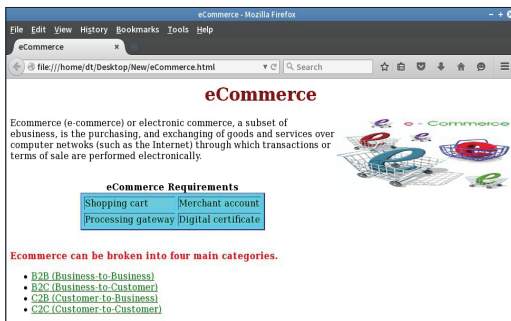 eCommerce - Mozilla Firefox
File Edit View History Bookmarks Tools Help
eCommerce ×
file:///home/dt/Desktop/New/eCommerce.html Search
eCommerce
e - Commerce
Ecommerce (e-commerce) or electronic commerce, a subset of
ebusiness, is the purchasing, and exchanging of goods and services over
computer netwoks (such as the Internet) through which transactions or
terms of sale are performed electronically.
eCommerce Requirements
Shopping cart Merchant account
Processing gateway Digital certificate
Ecommerce can be broken into four main categories.
• B2B (Business-to-Business)
• B2C (Business-to-Customer)
• C2B (Customer-to-Business)
• C2C (Customer-to-Customer)